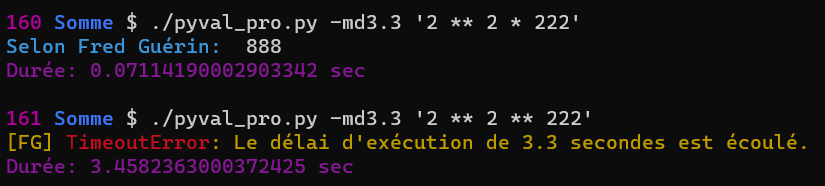 160 Somme $ ./pyval_pro.py -md3.3 '2 ** 2 * 222'
Selon Fred Guérin:  888
Durée: 0.07114190002903342 sec
161 Somme $ ./pyval_pro.py -md3.3 '2 ** 2 ** 222'
[FG] TimeoutError: Le délai d'exécution de 3.3 secondes est écoulé.
Durée: 3.4582363000372425 sec